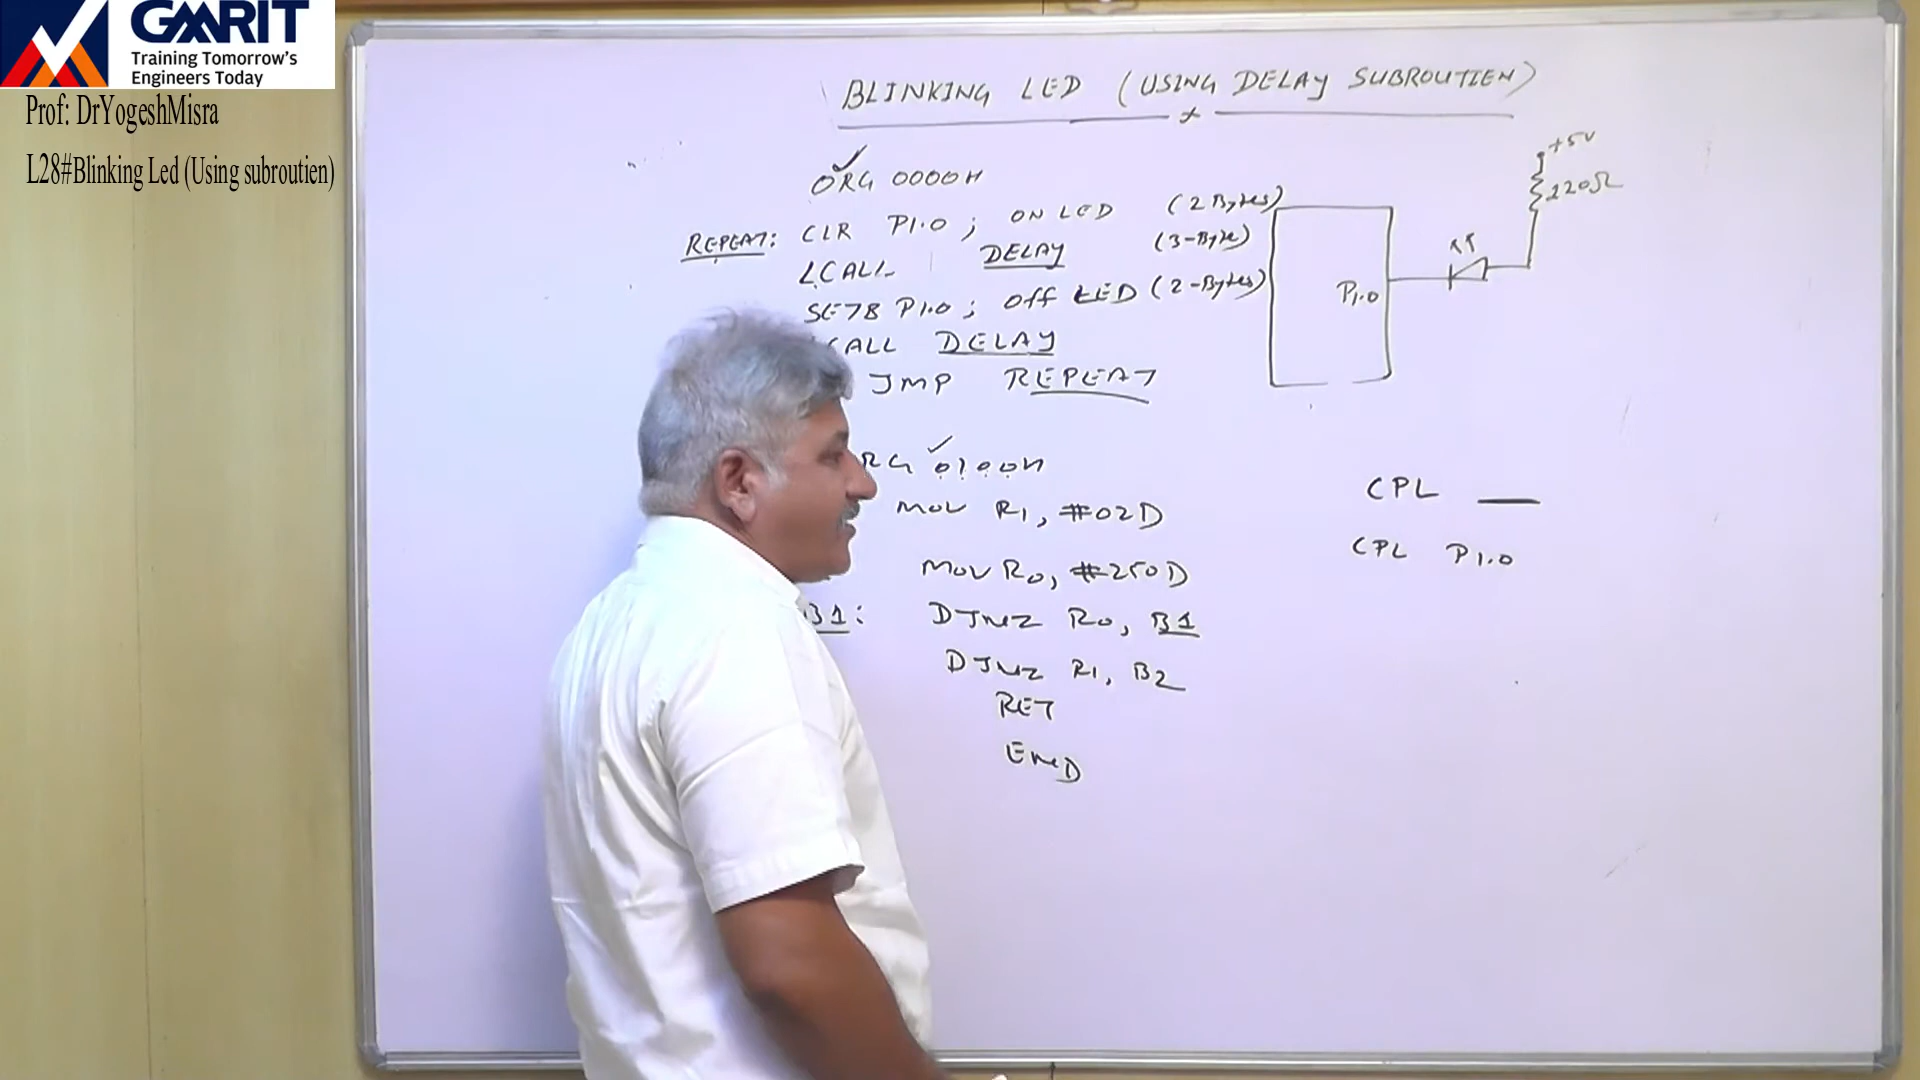 GMRIT
Training Tomorrow's
Engineers Today
Prof: DrYogeshMisra
L28#Blinking Led (Using subroutien)
BLINKING LED (USING DELAY SUBROUTIEN)
ORG 0000H
REPEAT: CLR P1.0 ; ON LED (2 Bytes)
LCALL DELAY (3-Byte)
SETB P1.0 ; Off LED (2-Bytes)
CALL DELAY
JMP REPEAT
RG 0100H
MOV R1, #02D
MOV R0, #250D
B1: DJNZ R0, B1
DJNZ R1, B2
RET
END
+5V
220Ω
P1.0
CPL
CPL P1.0